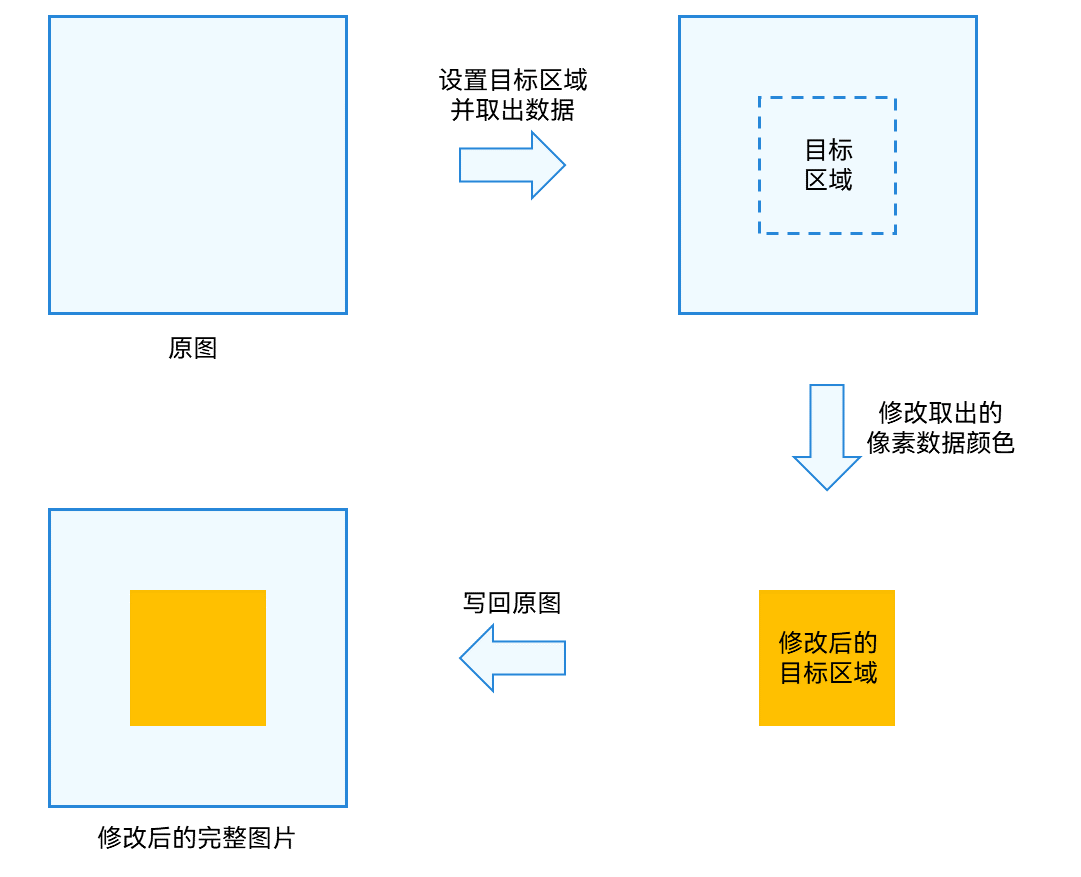 设置目标区域
并取出数据
目标
区域
原图
修改取出的
像素数据颜色
写回原图
修改后的
目标区域
修改后的完整图片